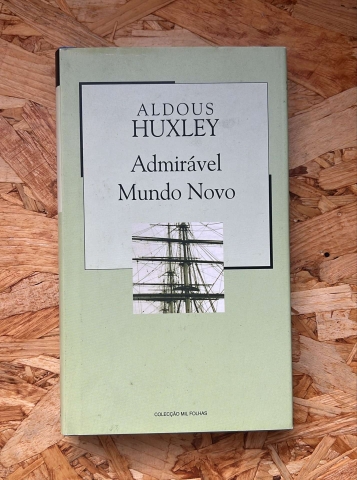 ALDOUS
HUXLEY
Admirável
Mundo Novo
COLECÇÃO MIL FOLHAS